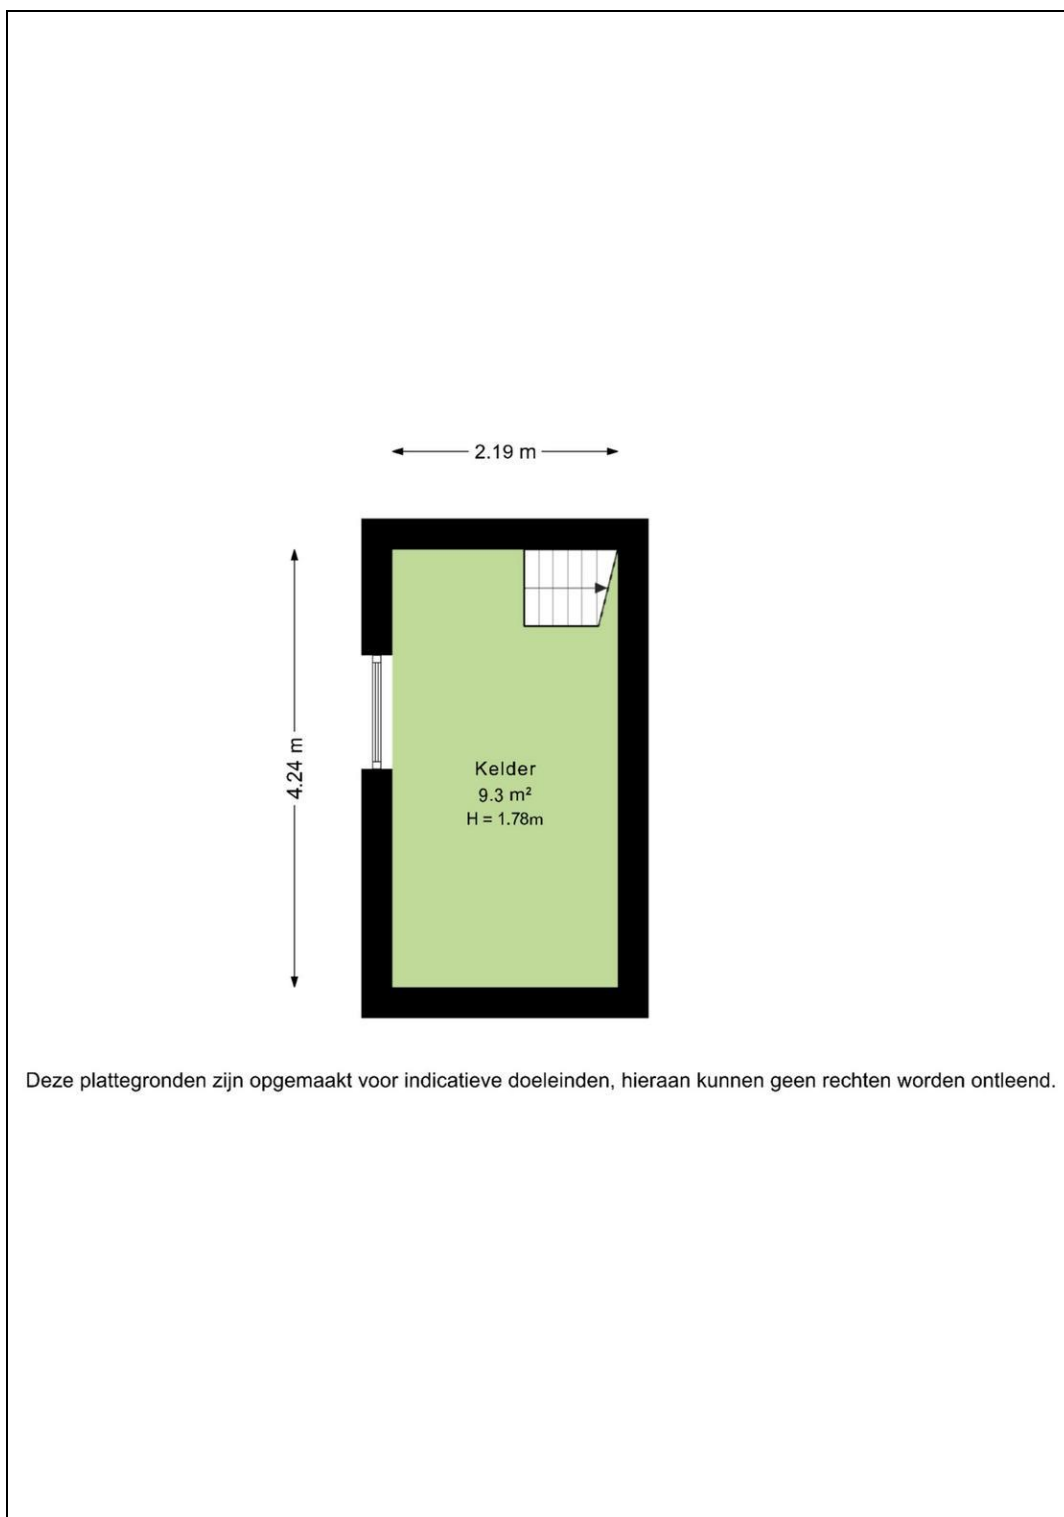 2.19 m
4.24 m
Kelder
9.3 m²
H = 1.78m
Deze plattegronden zijn opgemaakt voor indicatieve doeleinden, hieraan kunnen geen rechten worden ontleend.